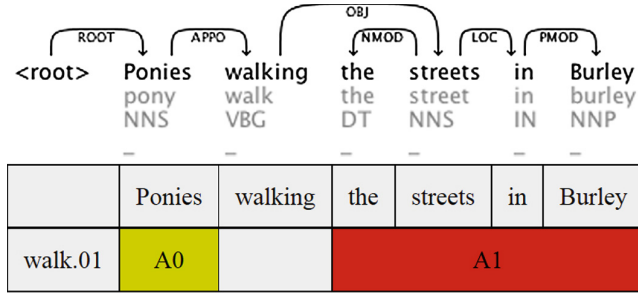 OBJ
ROOT APPO NMOD LOC PMOD
<root> Ponies walking the streets in Burley
pony walk the street in burley
NNS VBG DT NNS IN NNP
_ _ _ _ _ _
Ponies walking the streets in Burley
walk.01 A0 A1